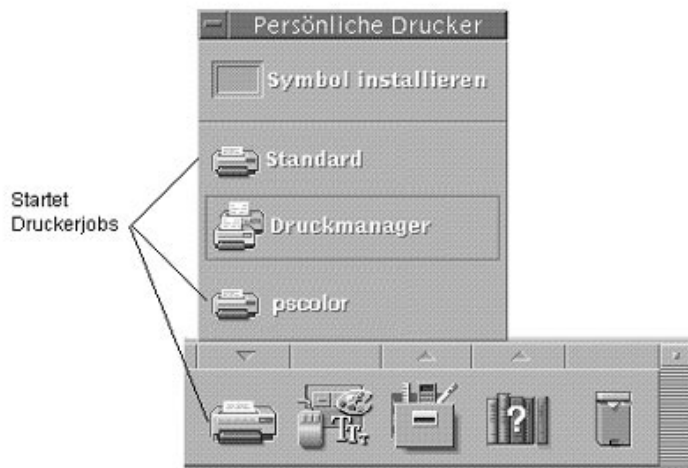 Persönliche Drucker
Symbol installieren
Standard
Druckmanager
pscolor
Startet
Druckerjobs